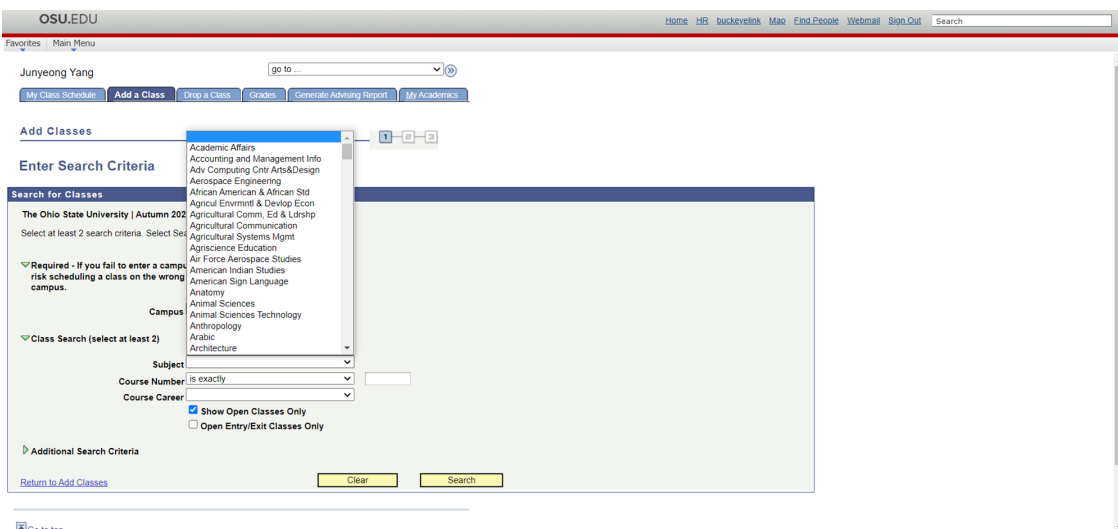 OSU.EDU
Home HR buckeyelink Map Find People Webmail Sign Out Search
Favorites Main Menu
Junyeong Yang
go to ...
My Class Schedule Add a Class Drop a Class Grades Generate Advising Report My Academics
Add Classes
1 2 3
Enter Search Criteria
Search for Classes
The Ohio State University | Autumn 202
Select at least 2 search criteria. Select Sea
Required - If you fail to enter a campu
risk scheduling a class on the wrong
campus.
Campus
Academic Affairs
Accounting and Management Info
Adv Computing Cntr Arts&Design
Aerospace Engineering
African American & African Std
Agricul Envrmntl & Devlop Econ
Agricultural Comm, Ed & Ldrshp
Agricultural Communication
Agricultural Systems Mgmt
Agriscience Education
Air Force Aerospace Studies
American Indian Studies
American Sign Language
Anatomy
Animal Sciences
Animal Sciences Technology
Anthropology
Arabic
Architecture
Class Search (select at least 2)
Subject
Course Number is exactly
Course Career
Show Open Classes Only
Open Entry/Exit Classes Only
Additional Search Criteria
Return to Add Classes
Clear Search
Go to top